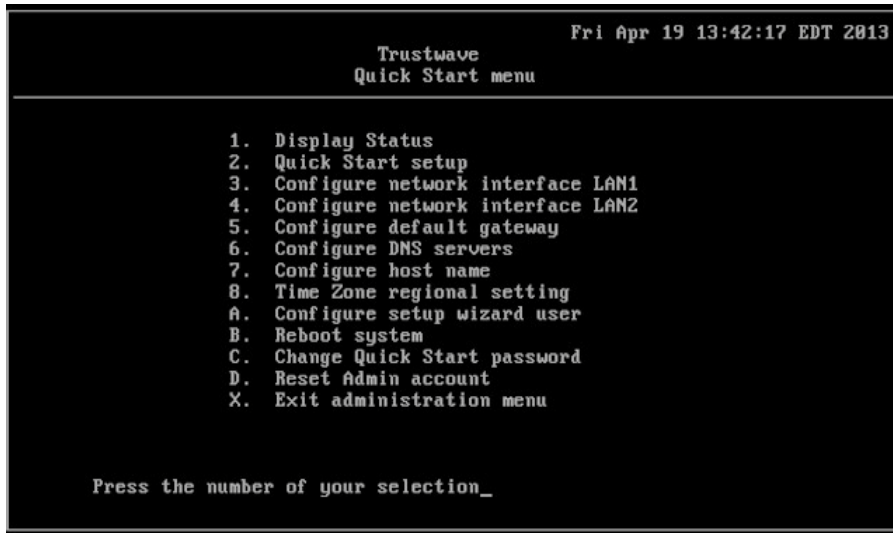 Fri Apr 19 13:42:17 EDT 2013
Trustwave
Quick Start menu
1. Display Status
2. Quick Start setup
3. Configure network interface LAN1
4. Configure network interface LAN2
5. Configure default gateway
6. Configure DNS servers
7. Configure host name
8. Time Zone regional setting
A. Configure setup wizard user
B. Reboot system
C. Change Quick Start password
D. Reset Admin account
X. Exit administration menu
Press the number of your selection_